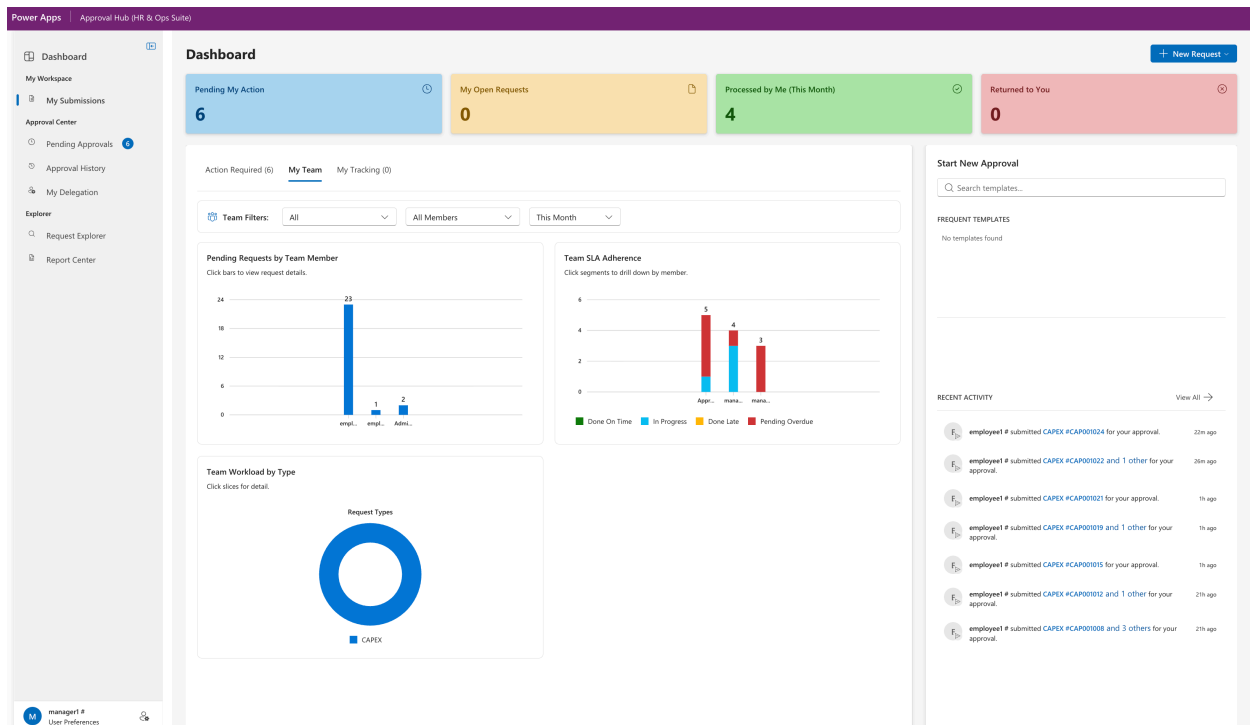 Power Apps | Approval Hub (HR & Ops Suite)
Dashboard
My Workspace
My Submissions
Approval Center
Pending Approvals 6
Approval History
My Delegation
Explorer
Request Explorer
Report Center
manager1 #
User Preferences
M
Dashboard
New Request
Pending My Action
6
My Open Requests
0
Processed by Me (This Month)
4
Returned to You
0
Action Required (6) My Team My Tracking (0)
Team Filters: All All Members This Month
Pending Requests by Team Member
Click bars to view request details.
24
18
12
6
0
23
1
2
empl... empl... Admi...
Team SLA Adherence
Click segments to drill down by member.
6
4
2
0
5
4
3
Appr... mana... mana...
Done On Time In Progress Done Late Pending Overdue
Team Workload by Type
Click slices for detail.
Request Types
CAPEX
Start New Approval
Search templates...
FREQUENT TEMPLATES
No templates found
RECENT ACTIVITY View All
employee1 # submitted CAPEX #CAP001024 for your approval. 22m ago
employee1 # submitted CAPEX #CAP001022 and 1 other for your 26m ago
approval.
employee1 # submitted CAPEX #CAP001021 for your approval. 1h ago
employee1 # submitted CAPEX #CAP001019 and 1 other for your 1h ago
approval.
employee1 # submitted CAPEX #CAP001015 for your approval. 1h ago
employee1 # submitted CAPEX #CAP001012 and 1 other for your 21h ago
approval.
employee1 # submitted CAPEX #CAP001008 and 3 others for your 21h ago
approval.